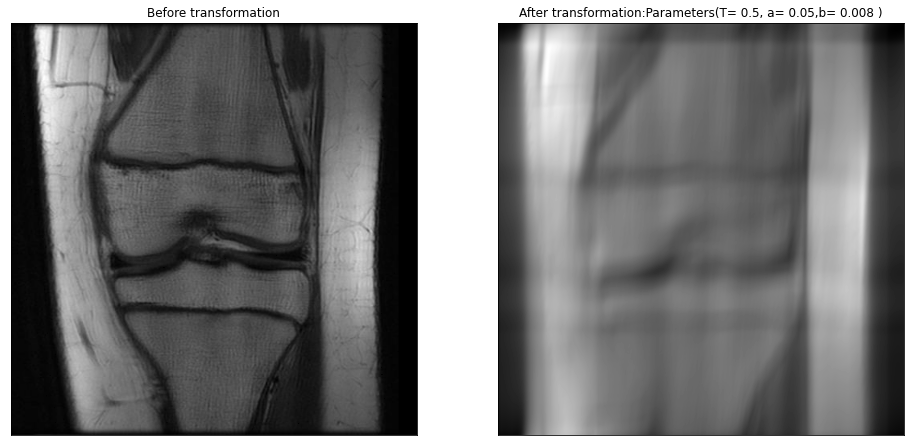 Before transformation
After transformation:Parameters(T= 0.5, a= 0.05,b= 0.008 )